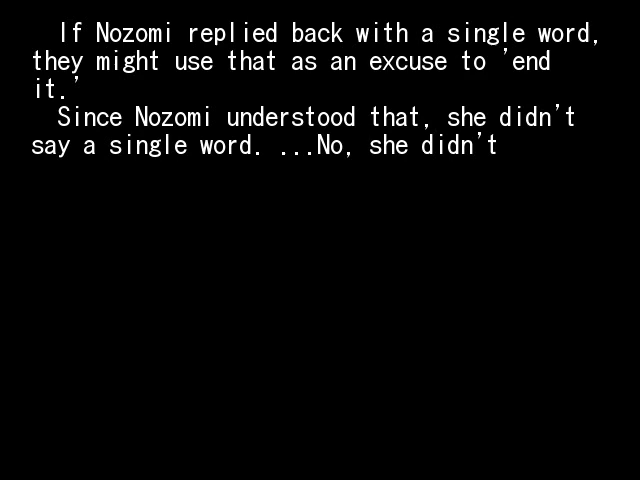 If Nozomi replied back with a single word,
they might use that as an excuse to 'end
it.'
Since Nozomi understood that, she didn't
say a single word. ...No, she didn't